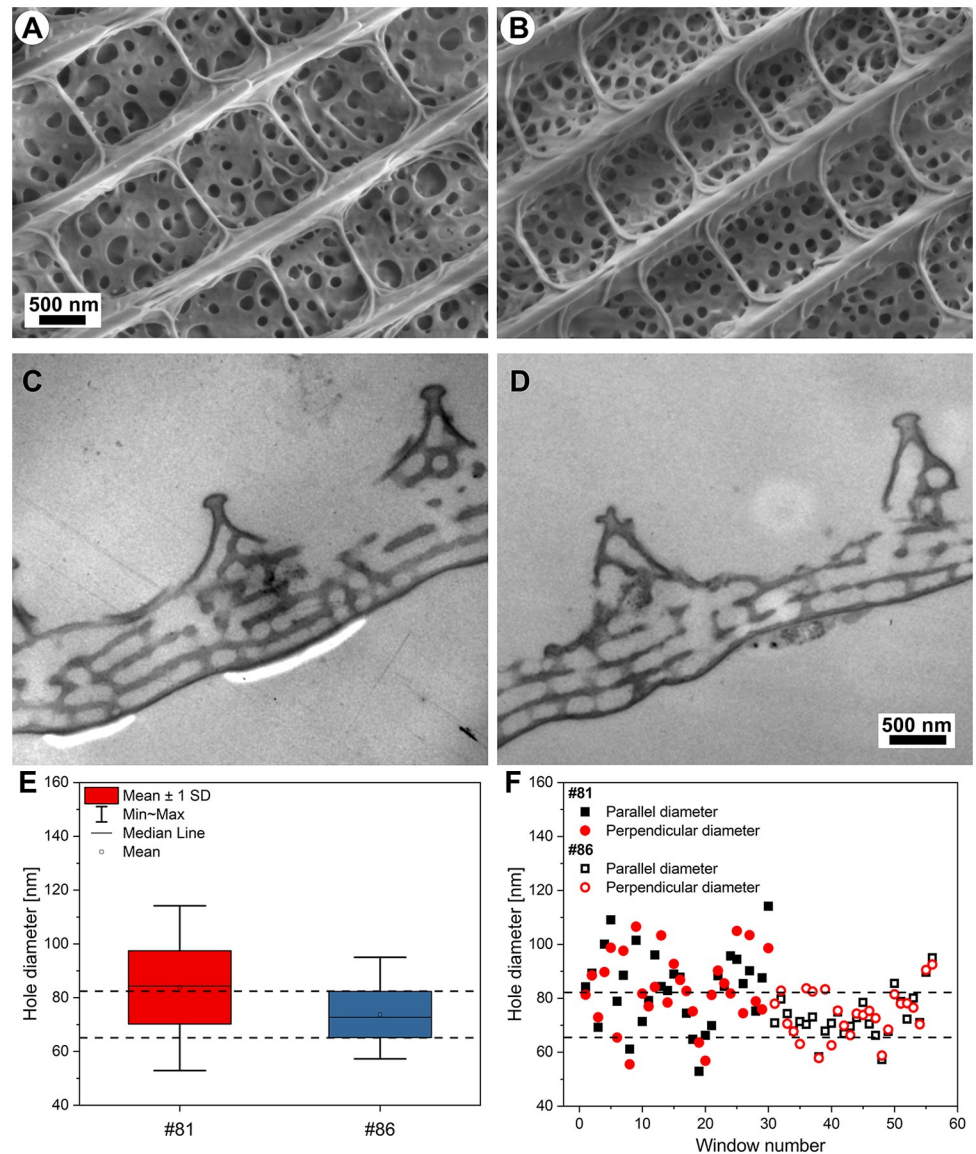 A
B
500 nm
C
D
500 nm
E
160
140
120
100
80
60
40
Hole diameter [nm]
Mean ± 1 SD
Min~Max
Median Line
Mean
#81
#86
F
160
140
120
100
80
60
40
Hole diameter [nm]
#81
Parallel diameter
Perpendicular diameter
#86
Parallel diameter
Perpendicular diameter
0
10
20
30
40
50
60
Window number